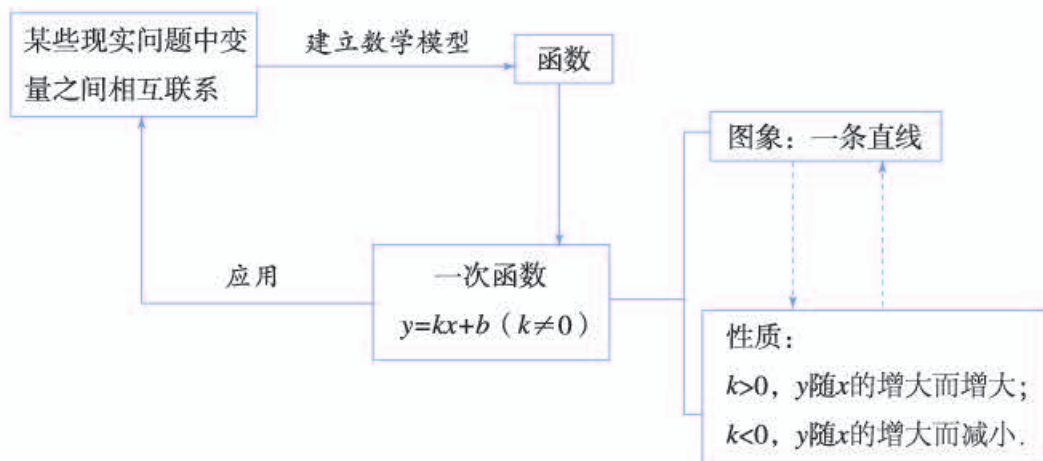 某些现实问题中变
量之间相互联系
建立数学模型
函数
图象：一条直线
应用
一次函数
y=kx+b（k≠0）
性质：
k>0，y随x的增大而增大；
k<0，y随x的增大而减小.